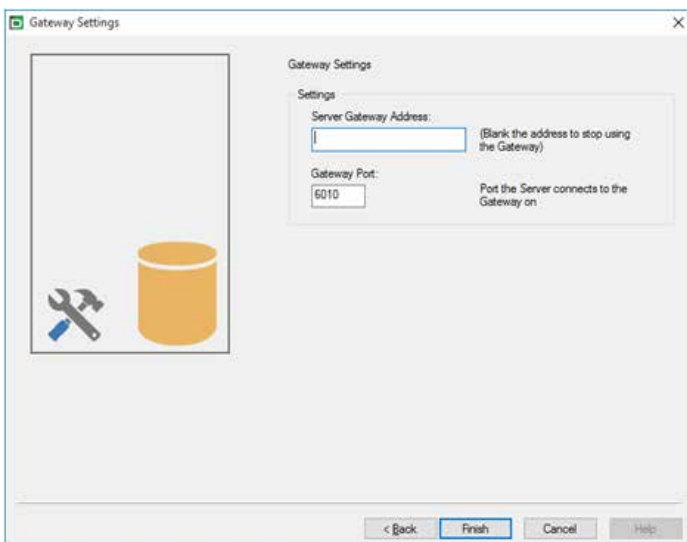 Gateway Settings
Gateway Settings
Settings
Server Gateway Address:
(Blank the address to stop using
the Gateway)
Gateway Port:
6010
Port the Server connects to the
Gateway on
< Back
Finish
Cancel
Help